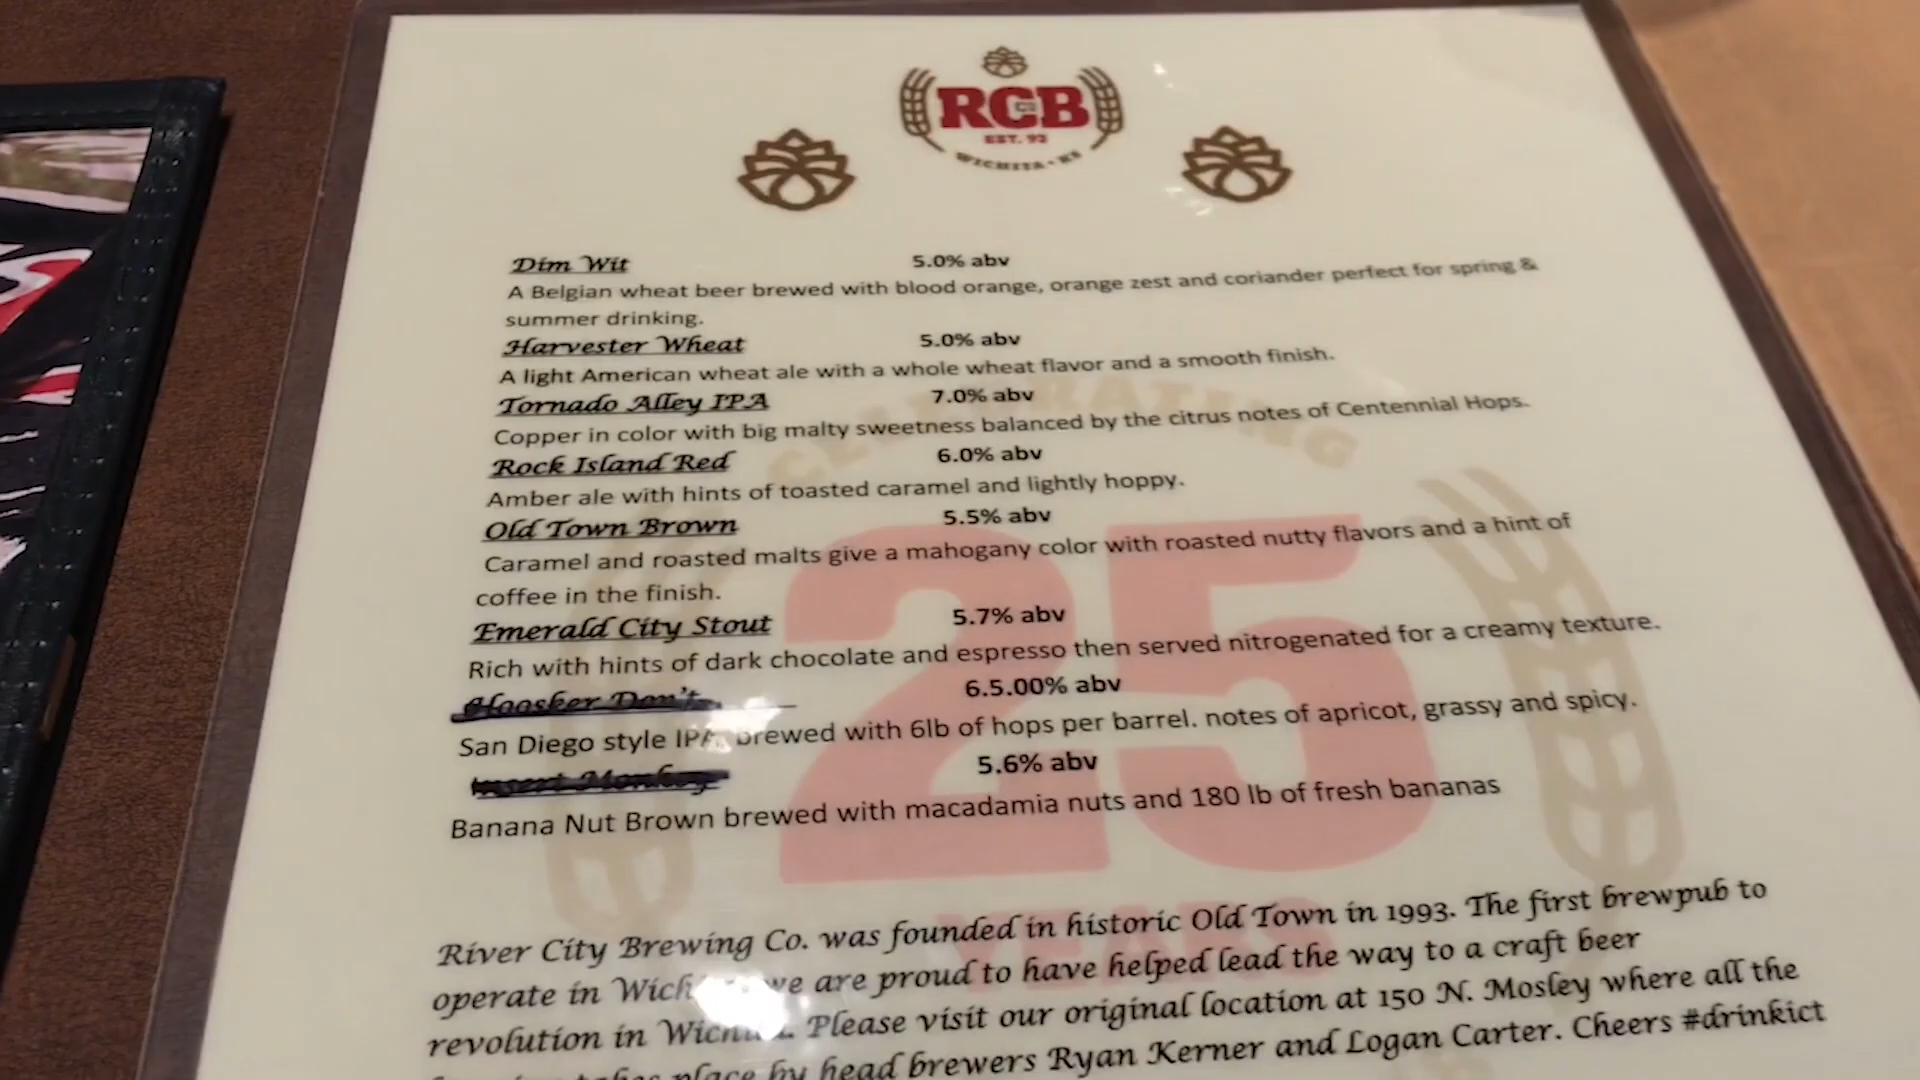 RCB
CO
EST. 93
WICHITA • KS
Dim Wit 5.0% abv
A Belgian wheat beer brewed with blood orange, orange zest and coriander perfect for spring &
summer drinking.
Harvester Wheat 5.0% abv
A light American wheat ale with a whole wheat flavor and a smooth finish.
Tornado Alley IPA 7.0% abv
Copper in color with big malty sweetness balanced by the citrus notes of Centennial Hops.
Rock Island Red 6.0% abv
Amber ale with hints of toasted caramel and lightly hoppy.
Old Town Brown 5.5% abv
Caramel and roasted malts give a mahogany color with roasted nutty flavors and a hint of
coffee in the finish.
Emerald City Stout 5.7% abv
Rich with hints of dark chocolate and espresso then served nitrogenated for a creamy texture.
Hoosker Don't 6.5.00% abv
San Diego style IPA brewed with 6lb of hops per barrel. notes of apricot, grassy and spicy.
Monkey 5.6% abv
Banana Nut Brown brewed with macadamia nuts and 180 lb of fresh bananas
CELEBRATING
25
YEARS
River City Brewing Co. was founded in historic Old Town in 1993. The first brewpub to
operate in we are proud to have helped lead the way to a craft beer
revolution in Please visit our original location at 150 N. Mosley where all the
takes place by head brewers Ryan Kerner and Logan Carter. Cheers #drinkict